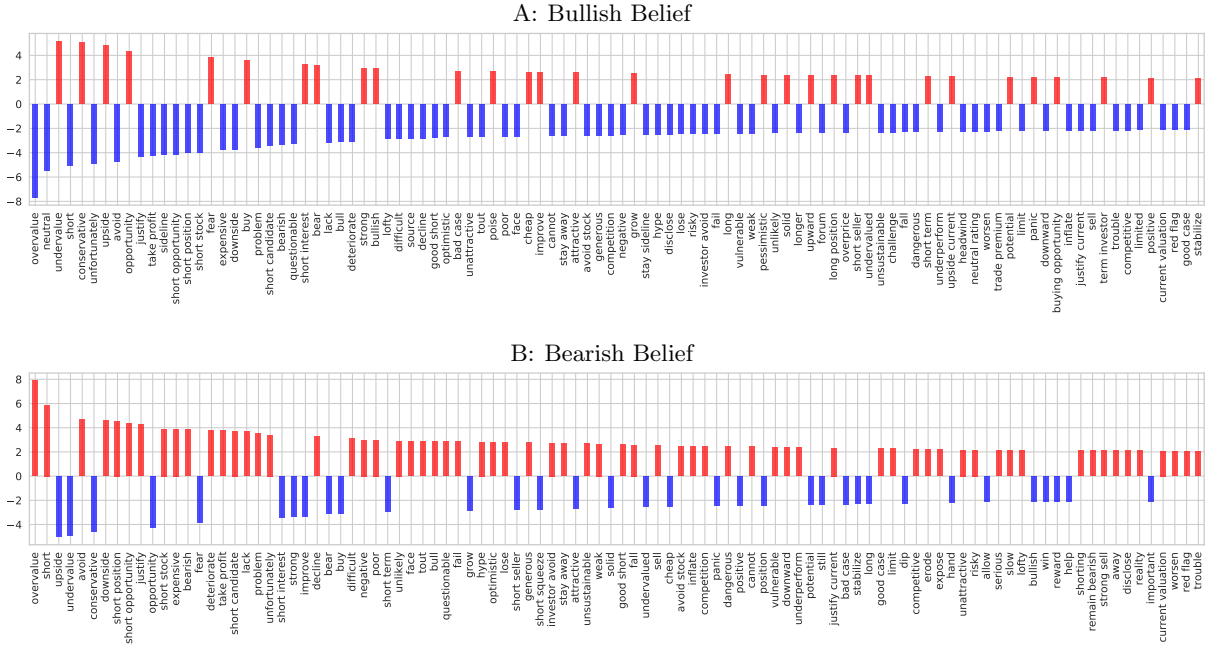 A: Bullish Belief
4
2
0
−2
−4
−6
−8
overvalue
neutral
undervalue
short
conservative
unfortunately
upside
avoid
opportunity
justify
take profit
sideline
short opportunity
short position
short stock
fear
expensive
downside
buy
problem
short candidate
bearish
questionable
short interest
bear
lack
bull
deteriorate
strong
bullish
lofty
difficult
source
decline
good short
optimistic
bad case
unattractive
tout
poise
poor
face
cheap
improve
cannot
stay away
attractive
avoid stock
generous
competition
negative
grow
stay sideline
hype
disclose
lose
risky
investor avoid
fail
long
vulnerable
weak
pessimistic
unlikely
solid
longer
upward
forum
long position
overprice
short seller
undervalued
unsustainable
challenge
fall
dangerous
short term
underperform
upside current
headwind
neutral rating
worsen
trade premium
potential
limit
panic
downward
buying opportunity
inflate
justify current
sell
term investor
trouble
competitive
limited
positive
current valuation
red flag
good case
stabilize
B: Bearish Belief
8
6
4
2
0
−2
−4
overvalue
short
upside
undervalue
avoid
conservative
downside
short position
short opportunity
justify
opportunity
short stock
expensive
bearish
fear
deteriorate
take profit
short candidate
lack
problem
unfortunately
short interest
strong
improve
decline
bear
buy
difficult
negative
poor
short term
unlikely
face
tout
bull
questionable
fail
grow
hype
optimistic
lose
short seller
generous
short squeeze
investor avoid
stay away
attractive
unsustainable
weak
solid
good short
fall
undervalued
sell
cheap
avoid stock
inflate
competition
panic
dangerous
positive
cannot
position
vulnerable
downward
underperform
potential
still
justify current
bad case
stabilize
long
good case
limit
dip
competitive
erode
expose
hand
unattractive
risky
allow
serious
slow
lofty
bullish
win
reward
help
shorting
remain bearish
strong sell
away
disclose
reality
important
current valuation
worsen
red flag
trouble